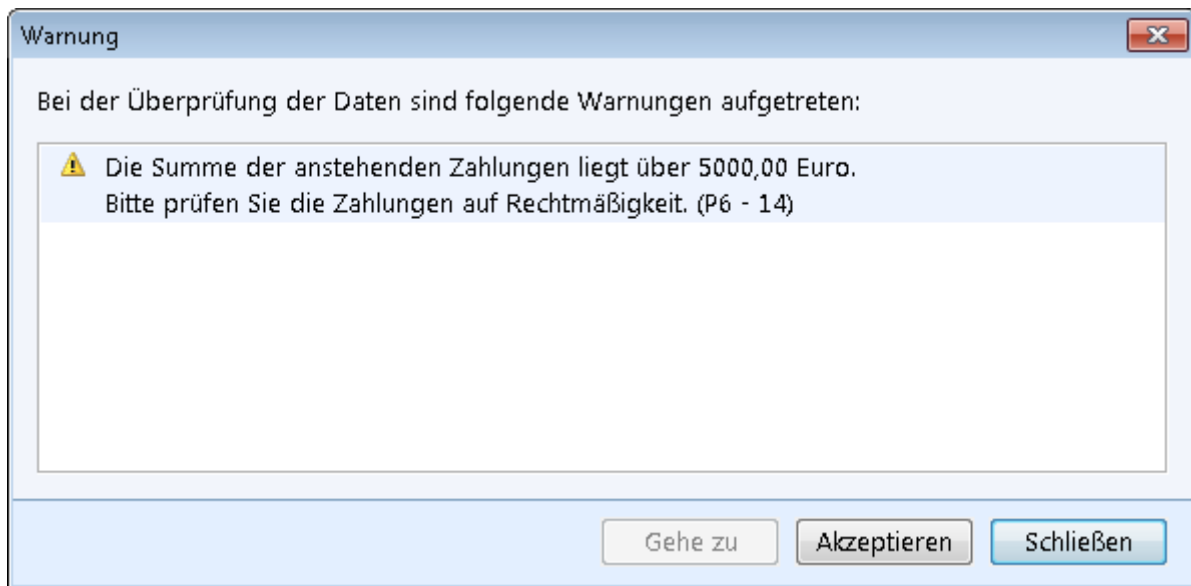 Warnung
Bei der Überprüfung der Daten sind folgende Warnungen aufgetreten:
Die Summe der anstehenden Zahlungen liegt über 5000,00 Euro.
Bitte prüfen Sie die Zahlungen auf Rechtmäßigkeit. (P6 - 14)
Gehe zu
Akzeptieren
Schließen